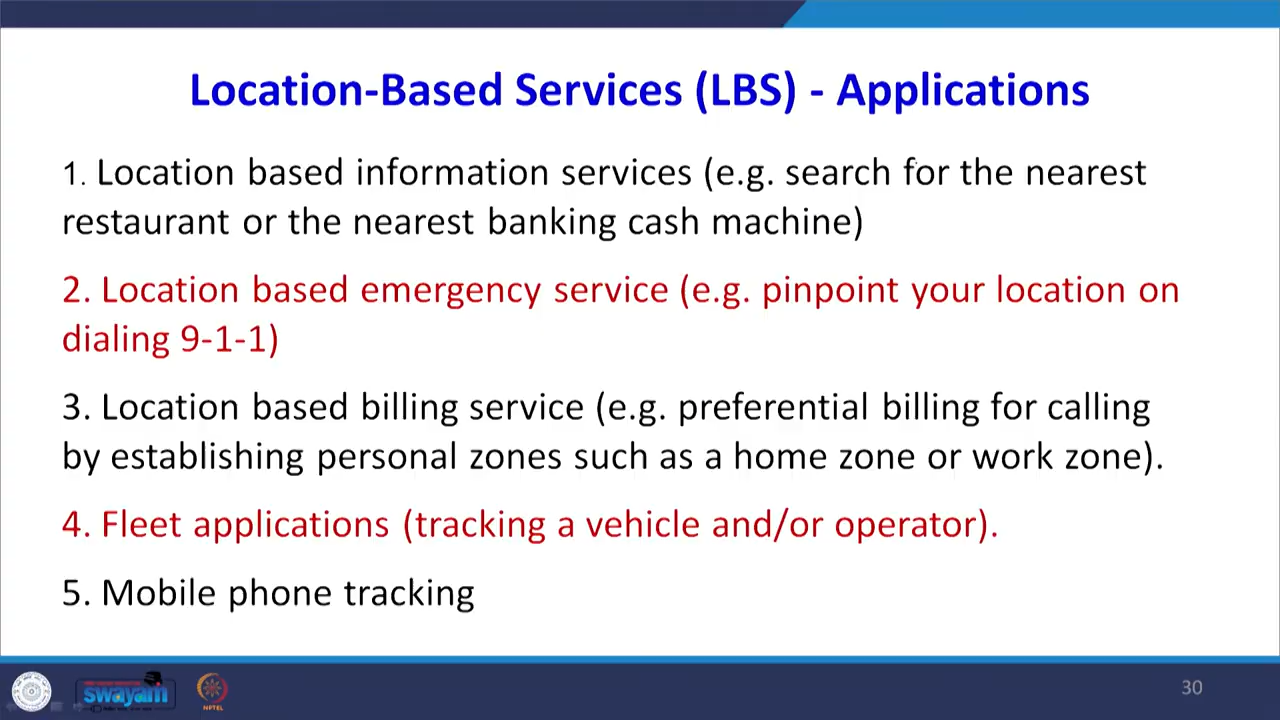 Location-Based Services (LBS) - Applications
1. Location based information services (e.g. search for the nearest
restaurant or the nearest banking cash machine)
2. Location based emergency service (e.g. pinpoint your location on
dialing 9-1-1)
3. Location based billing service (e.g. preferential billing for calling
by establishing personal zones such as a home zone or work zone).
4. Fleet applications (tracking a vehicle and/or operator).
5. Mobile phone tracking
swayam
NPTEL
30